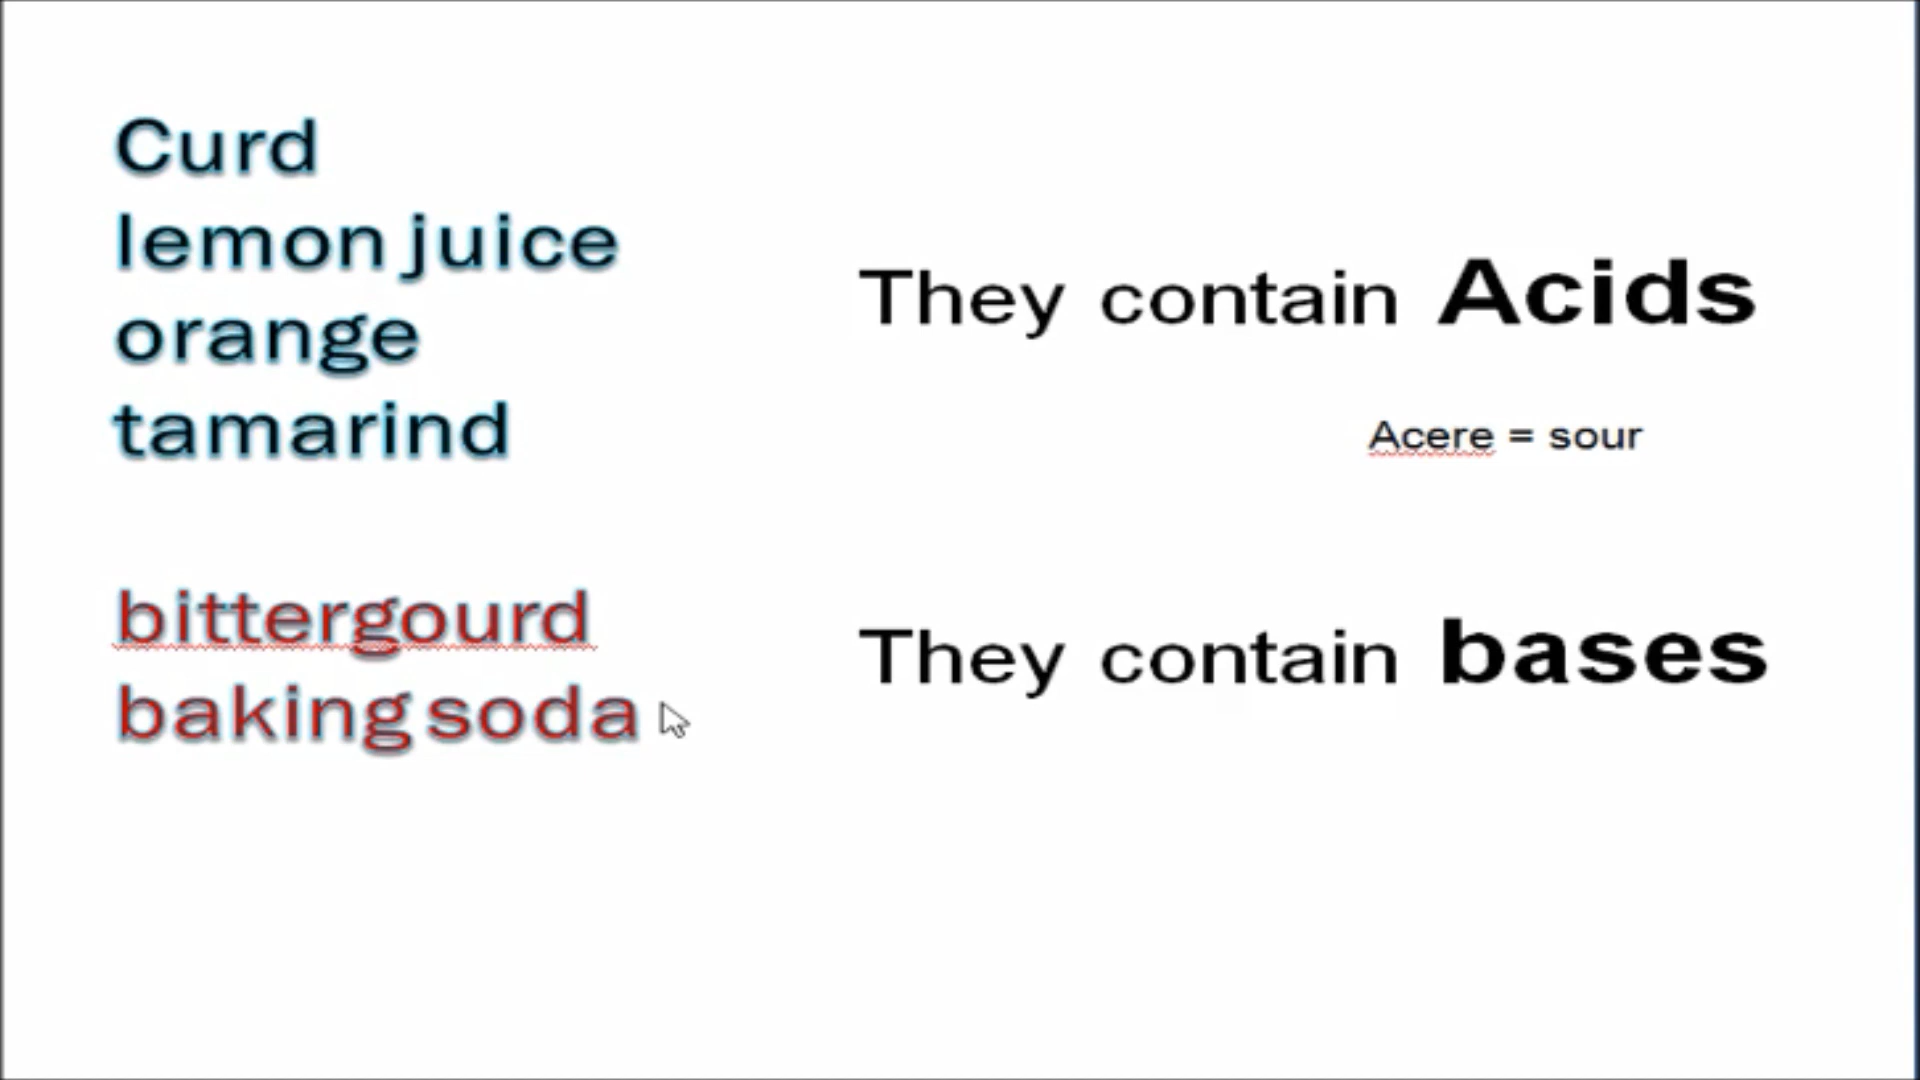 Curd
lemon juice
orange
tamarind
They contain Acids
Acere = sour
bittergourd
baking soda
They contain bases